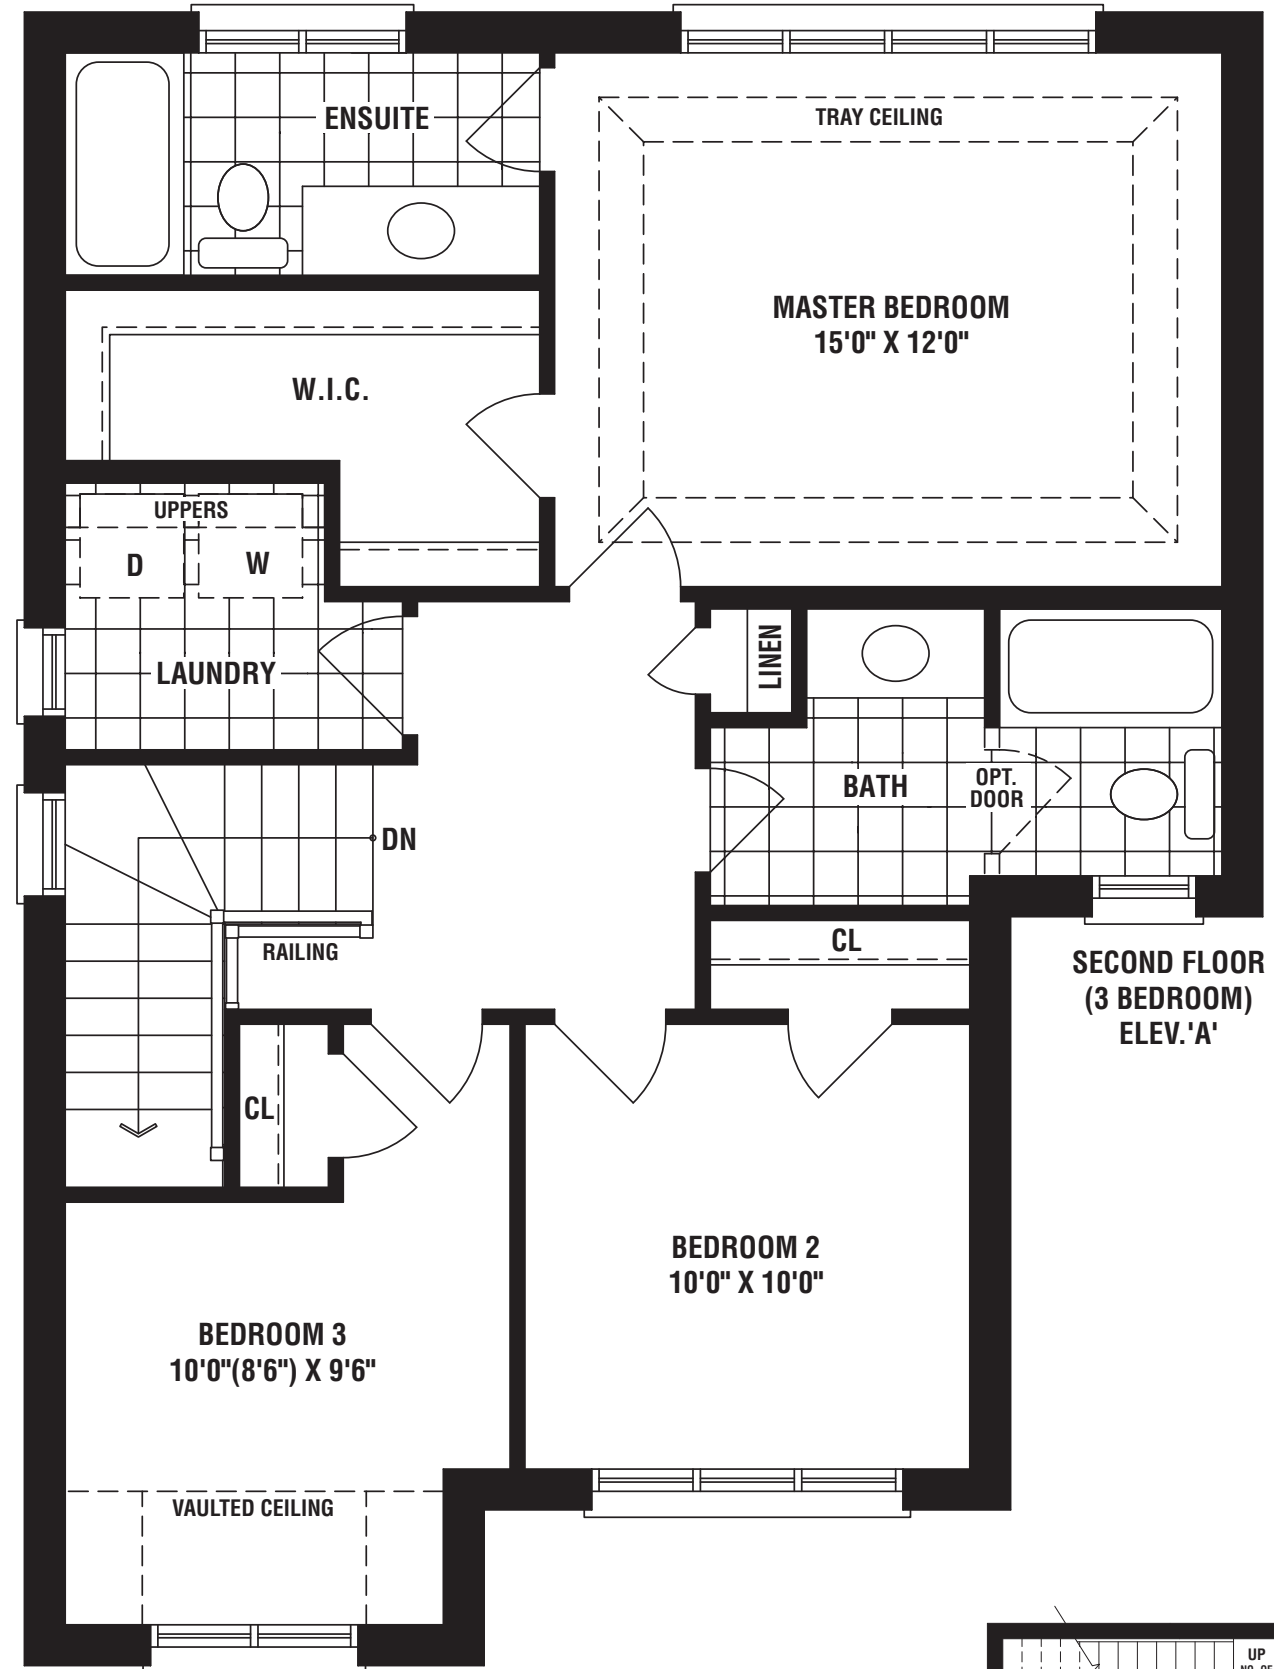 ENSUITE
TRAY CEILING
MASTER BEDROOM
15'0" X 12'0"
W.I.C.
UPPERS
D
W
LAUNDRY
LINEN
BATH
OPT.
DOOR
DN
RAILING
CL
SECOND FLOOR
(3 BEDROOM)
ELEV.'A'
CL
BEDROOM 2
10'0" X 10'0"
BEDROOM 3
10'0"(8'6") X 9'6"
VAULTED CEILING
UP